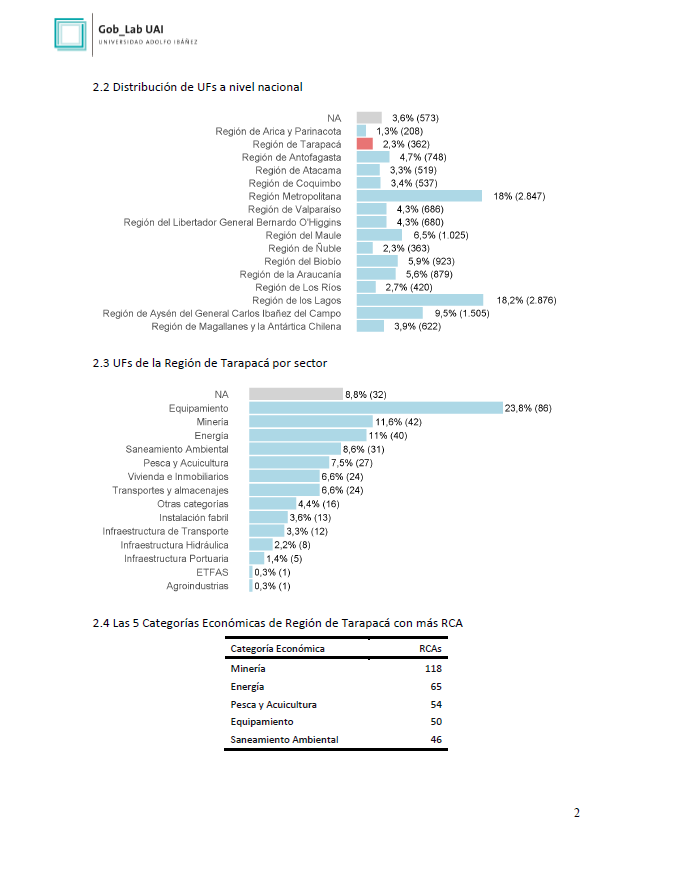 Gob_Lab UAI
UNIVERSIDAD ADOLFO IBÁÑEZ
2.2 Distribución de UFs a nivel nacional
NA 3,6% (573)
Región de Arica y Parinacota 1,3% (208)
Región de Tarapacá 2,3% (362)
Región de Antofagasta 4,7% (748)
Región de Atacama 3,3% (519)
Región de Coquimbo 3,4% (537)
Región Metropolitana 18% (2.847)
Región de Valparaíso 4,3% (686)
Región del Libertador General Bernardo O'Higgins 4,3% (680)
Región del Maule 6,5% (1.025)
Región de Ñuble 2,3% (363)
Región del Biobío 5,9% (923)
Región de la Araucanía 5,6% (879)
Región de Los Ríos 2,7% (420)
Región de los Lagos 18,2% (2.876)
Región de Aysén del General Carlos Ibañez del Campo 9,5% (1.505)
Región de Magallanes y la Antártica Chilena 3,9% (622)
2.3 UFs de la Región de Tarapacá por sector
NA 8,8% (32)
Equipamiento 23,8% (86)
Minería 11,6% (42)
Energía 11% (40)
Saneamiento Ambiental 8,6% (31)
Pesca y Acuicultura 7,5% (27)
Vivienda e Inmobiliarios 6,6% (24)
Transportes y almacenajes 6,6% (24)
Otras categorías 4,4% (16)
Instalación fabril 3,6% (13)
Infraestructura de Transporte 3,3% (12)
Infraestructura Hidráulica 2,2% (8)
Infraestructura Portuaria 1,4% (5)
ETFAS 0,3% (1)
Agroindustrias 0,3% (1)
2.4 Las 5 Categorías Económicas de Región de Tarapacá con más RCA
Categoría Económica RCAs
Minería 118
Energía 65
Pesca y Acuicultura 54
Equipamiento 50
Saneamiento Ambiental 46
2